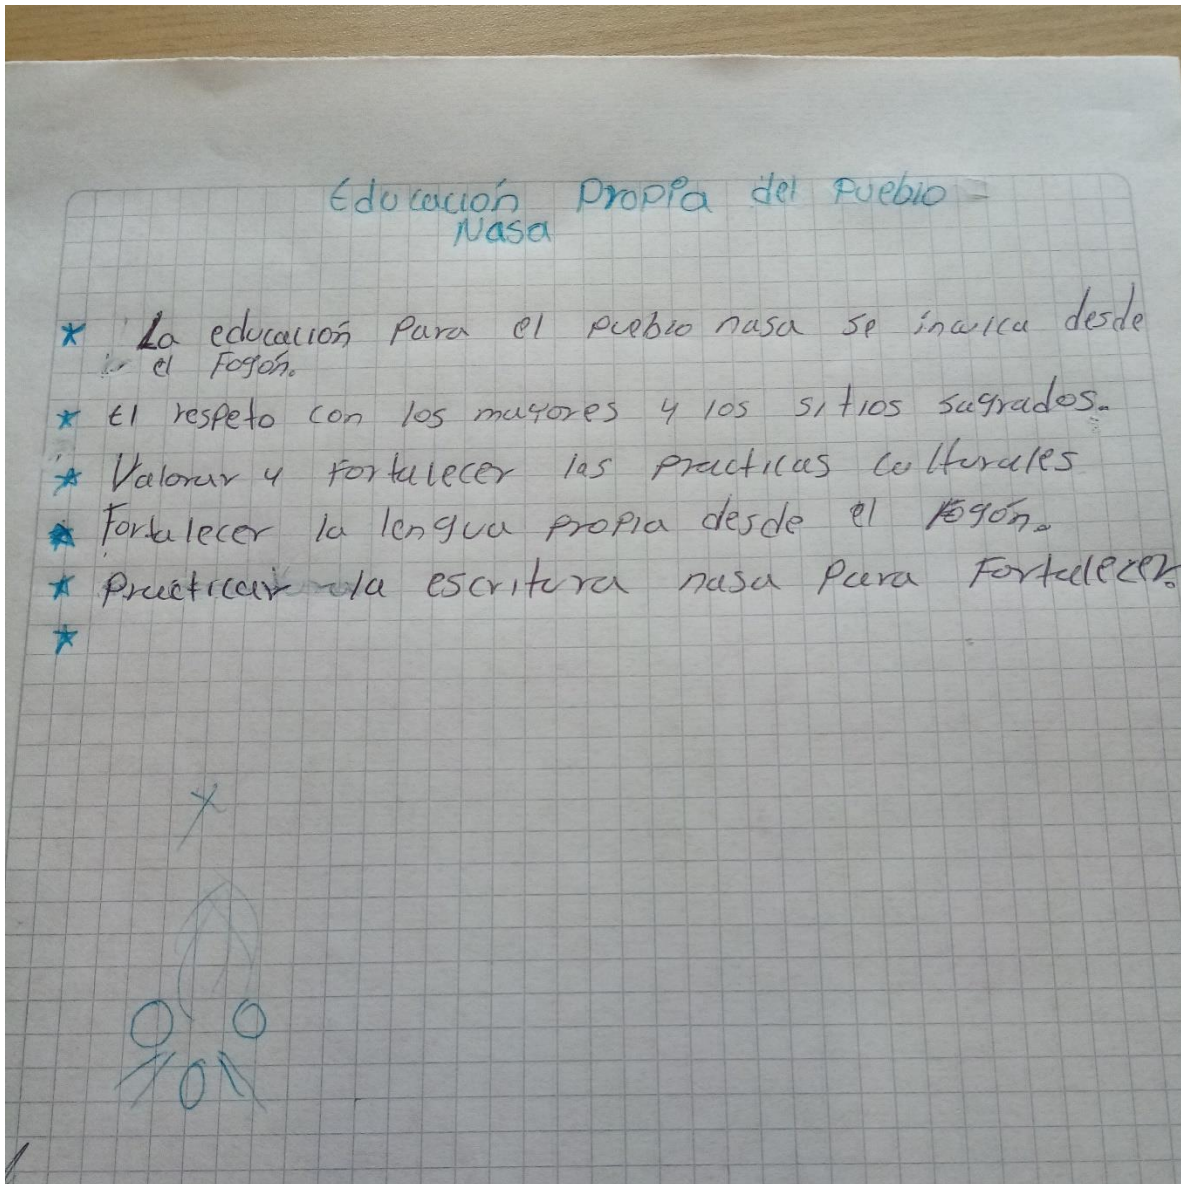 Educación Propia del Pueblo
Nasa
* La educación Para el pueblo nasa se inculca desde
el Fogón.
* El respeto con los mayores y los sitios sagrados.
* Valorar y Fortalecer las practicas culturales
* Fortalecer la lengua propia desde el Fogón.
* Practicar la escritura nasa Para Fortalecer.
*